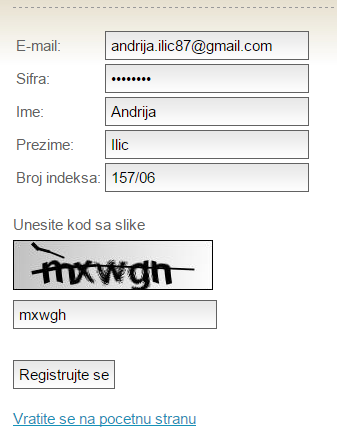 E-mail: andrija.ilic87@gmail.com
Sifra: ••••••••
Ime: Andrija
Prezime: Ilic
Broj indeksa: 157/06
Unesite kod sa slike
mxwgh
mxwgh
Registrujte se
Vratite se na pocetnu stranu